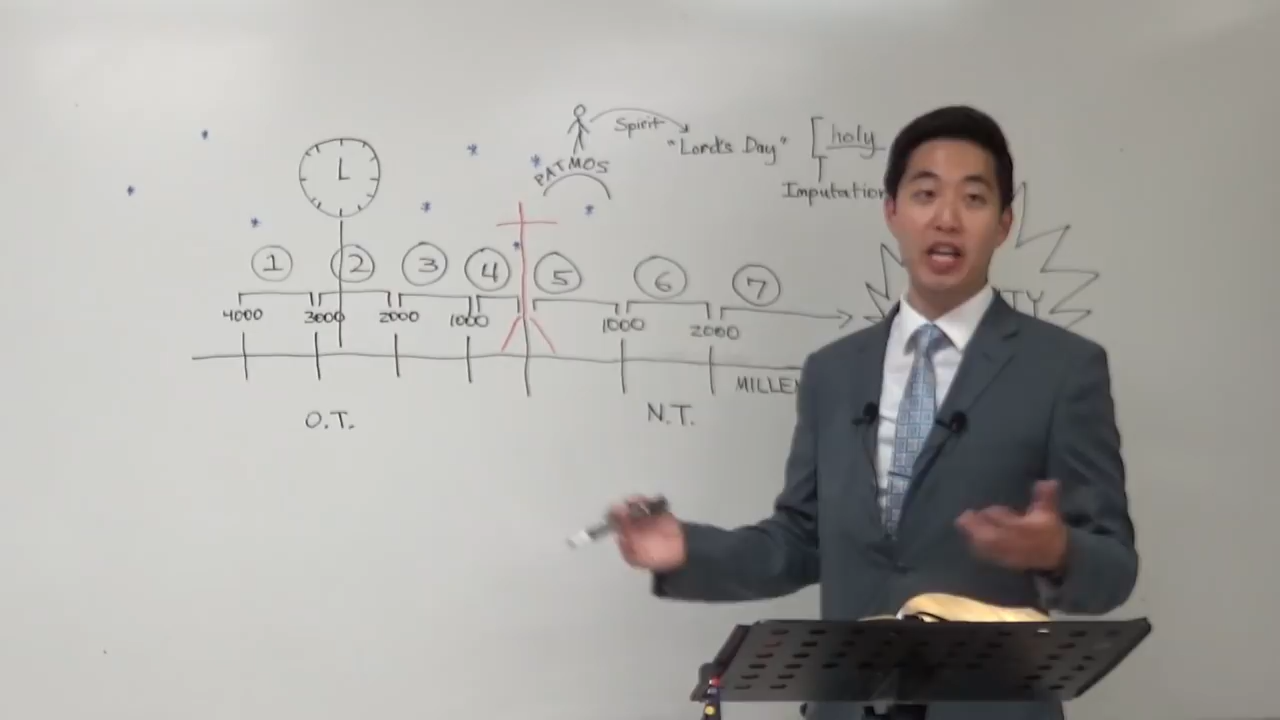 Spirit
"Lord's Day"
[holy
Imputation
PATMOS
L
1 2 3 4 5 6 7
4000 3000 2000 1000 1000 2000
O.T. N.T.